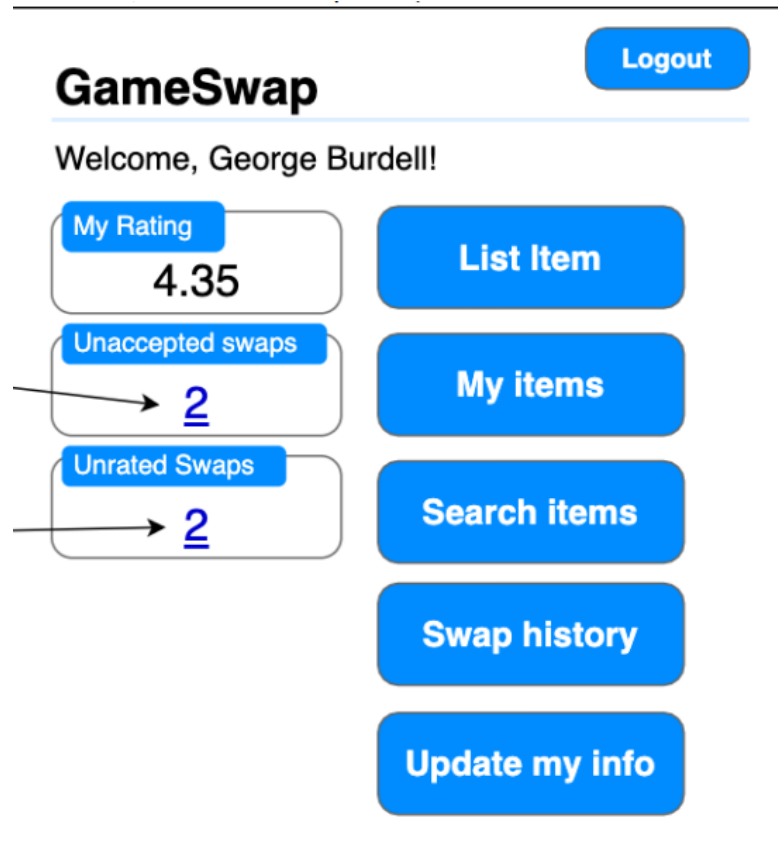 Logout
GameSwap
Welcome, George Burdell!
My Rating
4.35
Unaccepted swaps
2
Unrated Swaps
2
List Item
My items
Search items
Swap history
Update my info